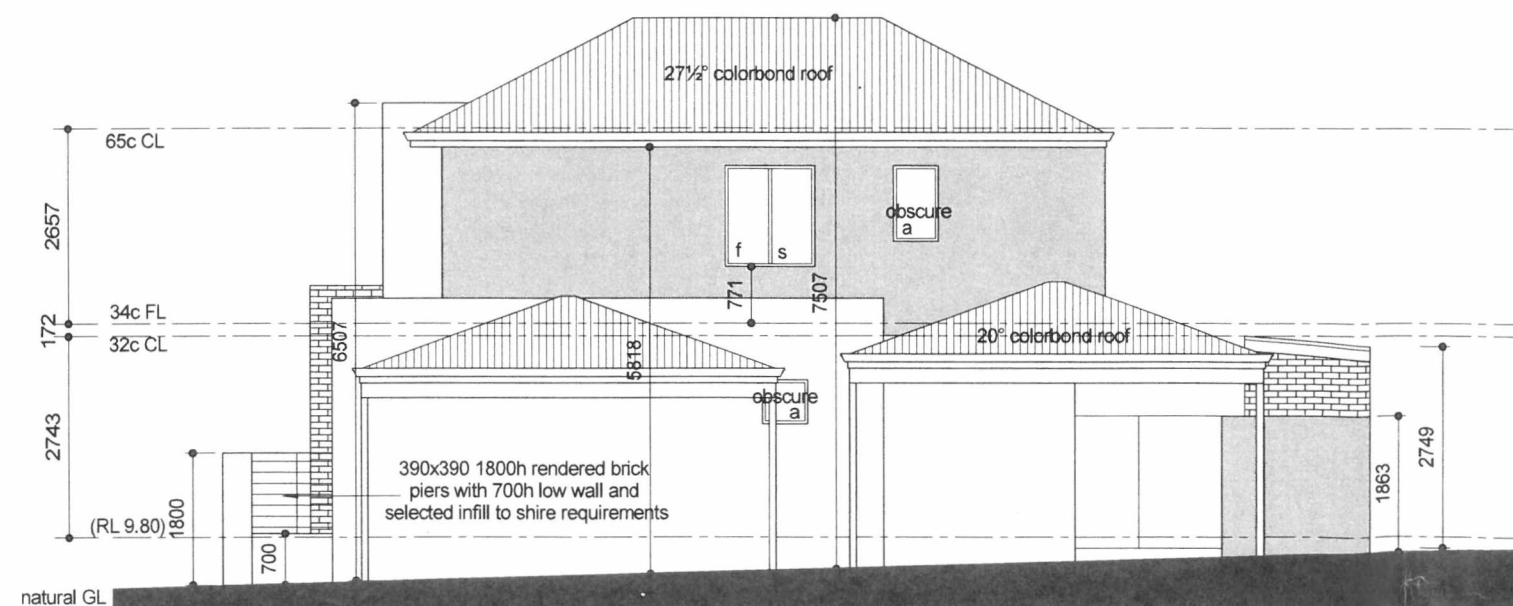 27½° colorbond roof
65c CL
2657
obscure
a
f s
771
7507
34c FL
172
32c CL
6507
5818
20° colorbond roof
obscure
a
2743
390x390 1800h rendered brick
piers with 700h low wall and
selected infill to shire requirements
2749
1863
1800
(RL 9.80)
700
natural GL